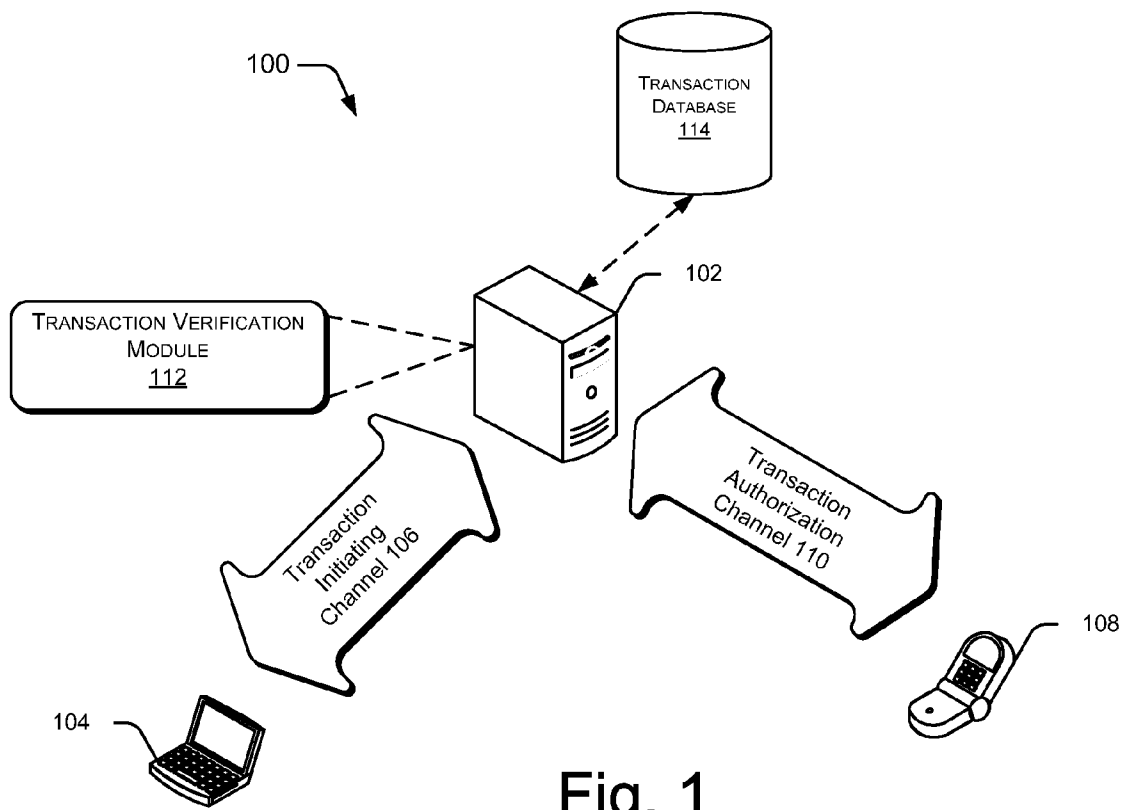 100
TRANSACTION
DATABASE
114
102
TRANSACTION VERIFICATION
MODULE
112
Transaction
Initiating
Channel 106
Transaction
Authorization
Channel 110
108
104
Fig. 1